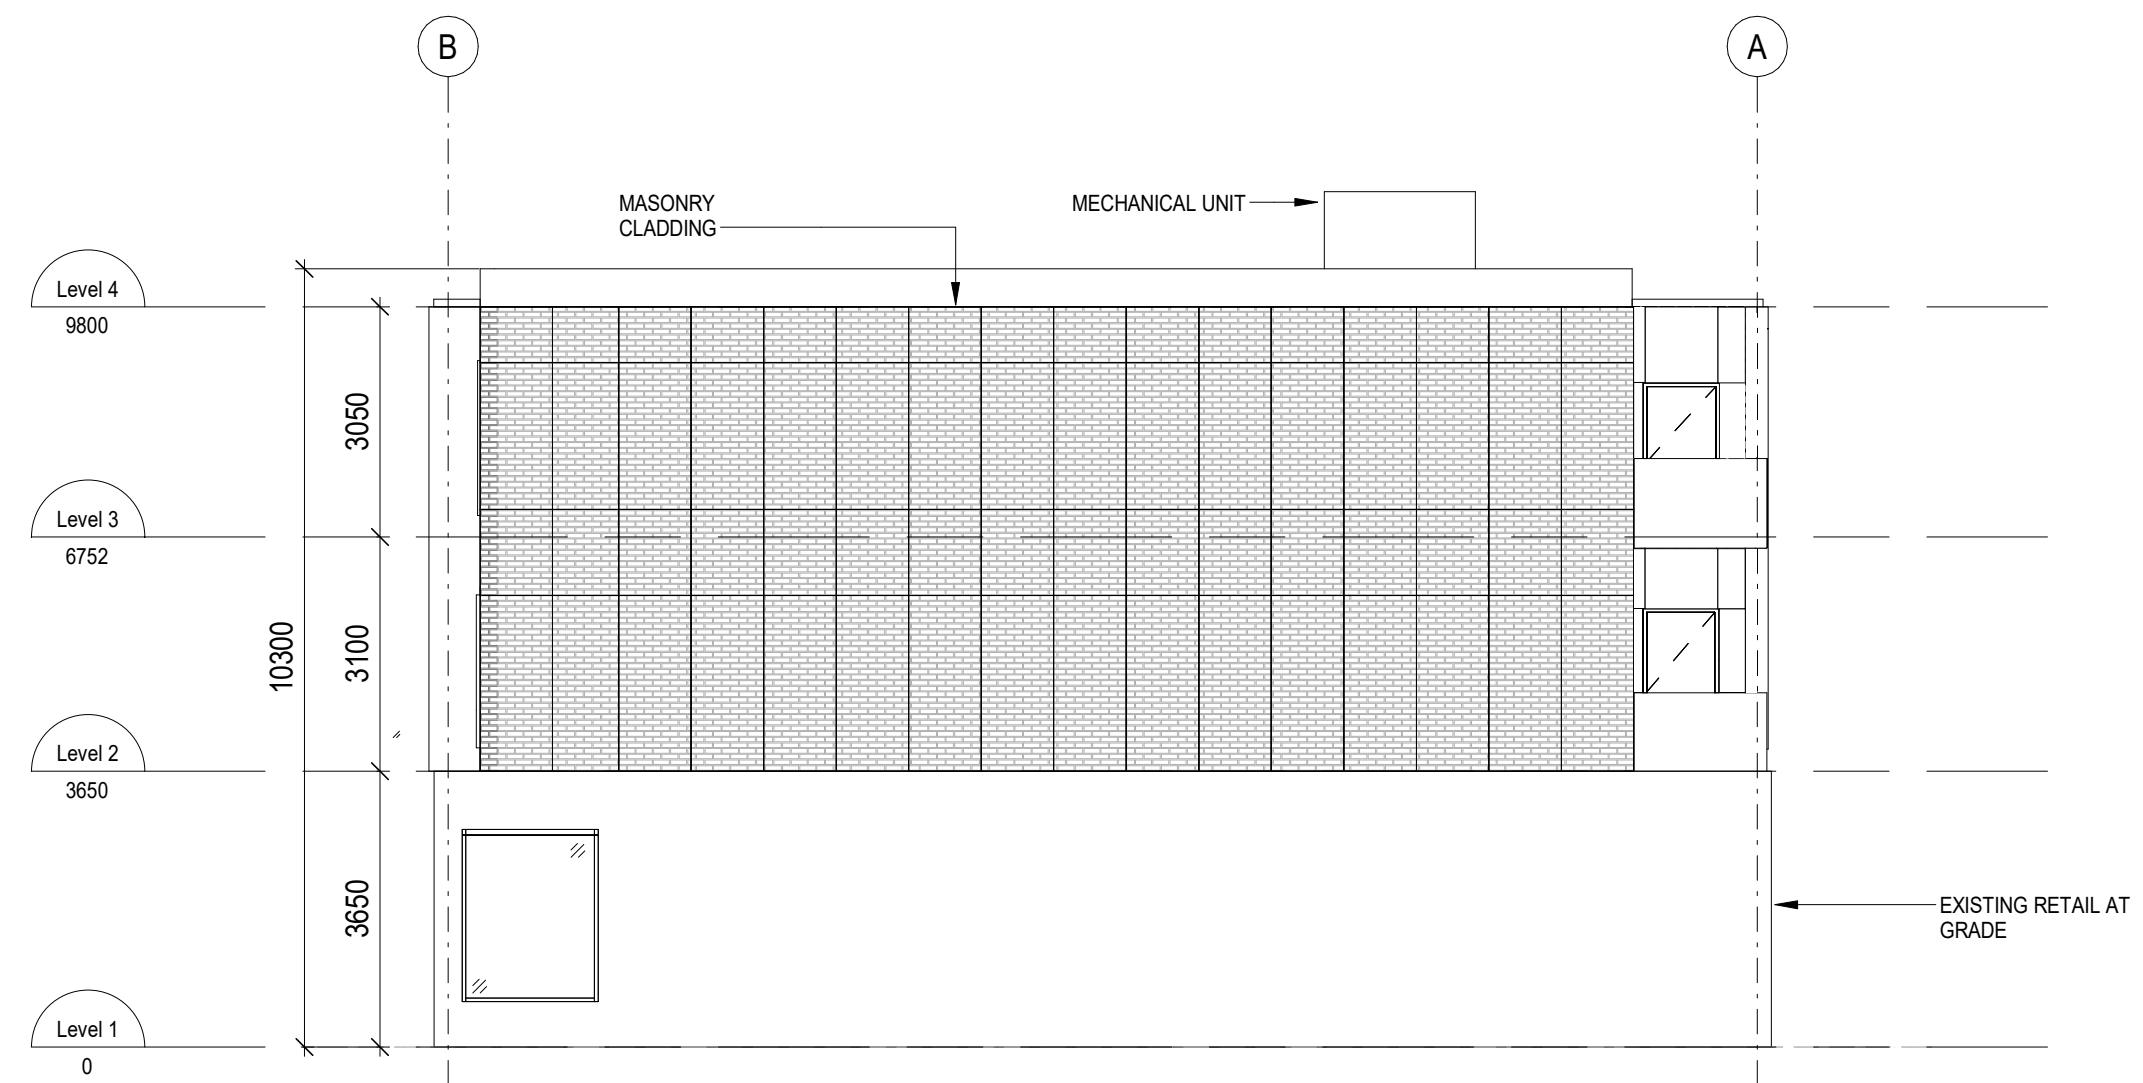 B
A
MASONRY
CLADDING
MECHANICAL UNIT
Level 4
9800
3050
Level 3
6752
10300
3100
Level 2
3650
3650
EXISTING RETAIL AT
GRADE
Level 1
0